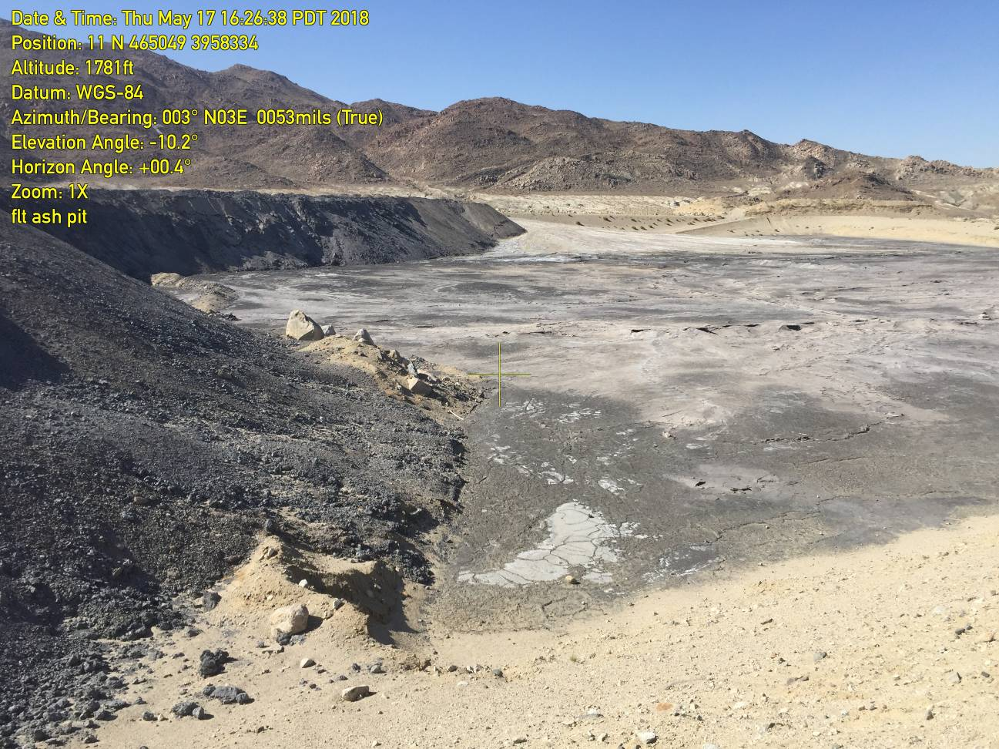 Date & Time: Thu May 17 16:26:38 PDT 2018
Position: 11 N 465049 3958334
Altitude: 1781ft
Datum: WGS-84
Azimuth/Bearing: 003° N03E 0053mils (True)
Elevation Angle: -10.2°
Horizon Angle: +00.4°
Zoom: 1X
flt ash pit